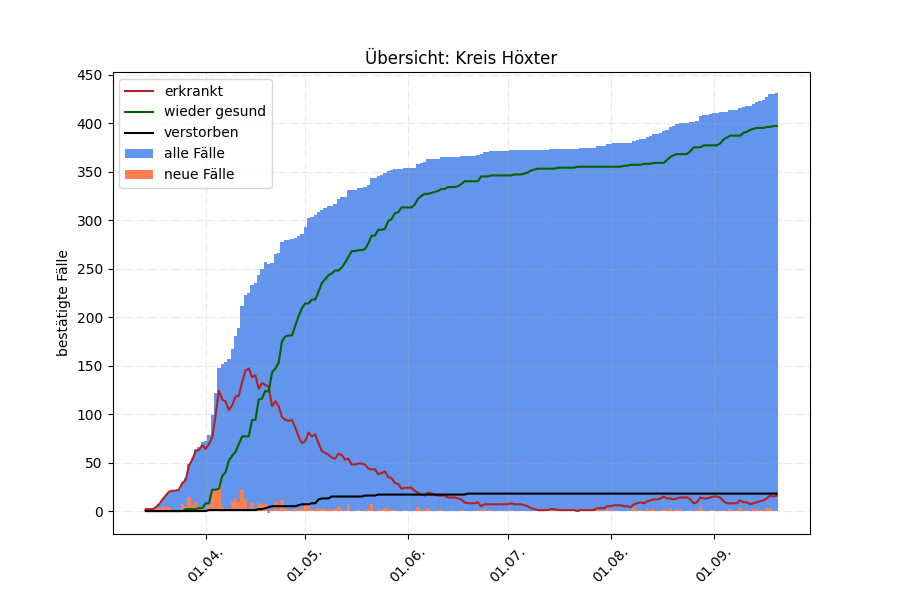 Übersicht: Kreis Höxter
erkrankt
wieder gesund
verstorben
alle Fälle
neue Fälle
bestätigte Fälle
450
400
350
300
250
200
150
100
50
0
01.04.
01.05.
01.06.
01.07.
01.08.
01.09.